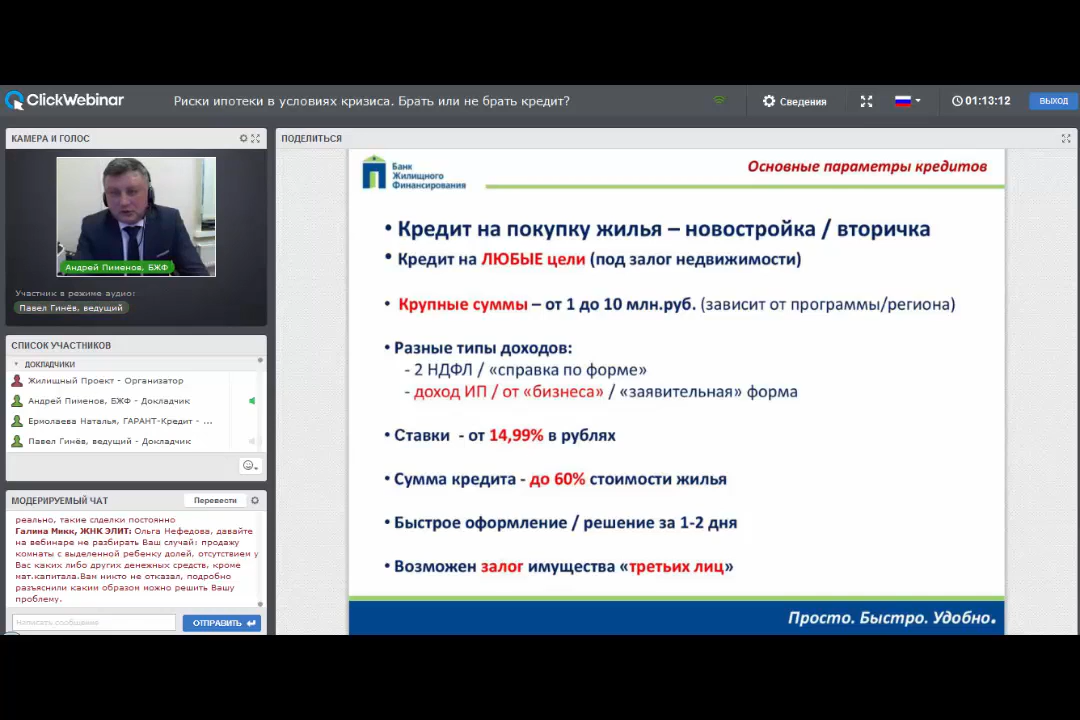 ClickWebinar
Риски ипотеки в условиях кризиса. Брать или не брать кредит?
Сведения
01:13:12
ВЫХОД
КАМЕРА И ГОЛОС
Андрей Пименов, БЖФ
Участник в режиме аудио:
Павел Гинёв, ведущий
СПИСОК УЧАСТНИКОВ
ДОКЛАДЧИКИ
Жилищный Проект - Организатор
Андрей Пименов, БЖФ - Докладчик
Ермолаева Наталья, ГАРАНТ-Кредит - ...
Павел Гинёв, ведущий - Докладчик
МОДЕРИРУЕМЫЙ ЧАТ
Перевести
реально, такие сделки постоянно
Галина Микк, ЖНК ЭЛИТ: Ольга Нефедова, давайте
на вебинаре не разбирать Ваш случай: продажу
комнаты с выделенной ребенку долей, отсутствием у
Вас каких либо других денежных средств, кроме
мат.капитала.Вам никто не отказал, подробно
разъяснили каким образом можно решить Вашу
проблему.
Написать сообщение
ОТПРАВИТЬ
ПОДЕЛИТЬСЯ
Банк
Жилищного
Финансирования
Основные параметры кредитов
• Кредит на покупку жилья – новостройка / вторичка
• Кредит на ЛЮБЫЕ цели (под залог недвижимости)
• Крупные суммы – от 1 до 10 млн.руб. (зависит от программы/региона)
• Разные типы доходов:
- 2 НДФЛ / «справка по форме»
- доход ИП / от «бизнеса» / «заявительная» форма
• Ставки - от 14,99% в рублях
• Сумма кредита - до 60% стоимости жилья
• Быстрое оформление / решение за 1-2 дня
• Возможен залог имущества «третьих лиц»
Просто. Быстро. Удобно.